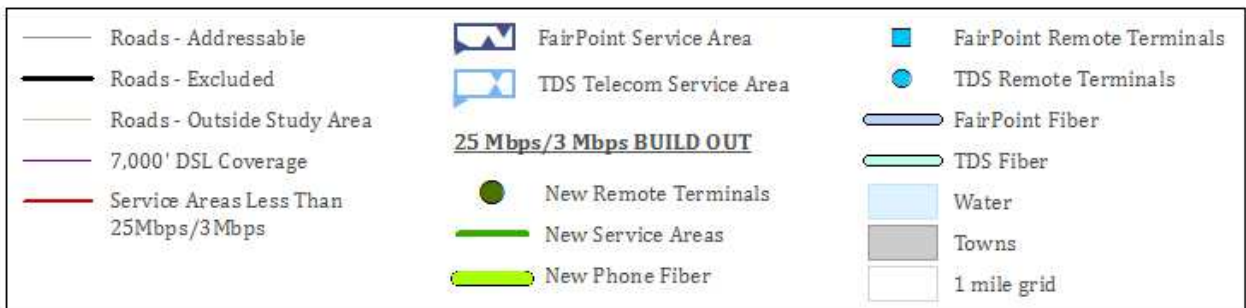 Roads - Addressable
Roads - Excluded
Roads - Outside Study Area
7,000' DSL Coverage
Service Areas Less Than
25Mbps/3Mbps
FairPoint Service Area
TDS Telecom Service Area
25 Mbps/3 Mbps BUILD OUT
New Remote Terminals
New Service Areas
New Phone Fiber
FairPoint Remote Terminals
TDS Remote Terminals
FairPoint Fiber
TDS Fiber
Water
Towns
1 mile grid